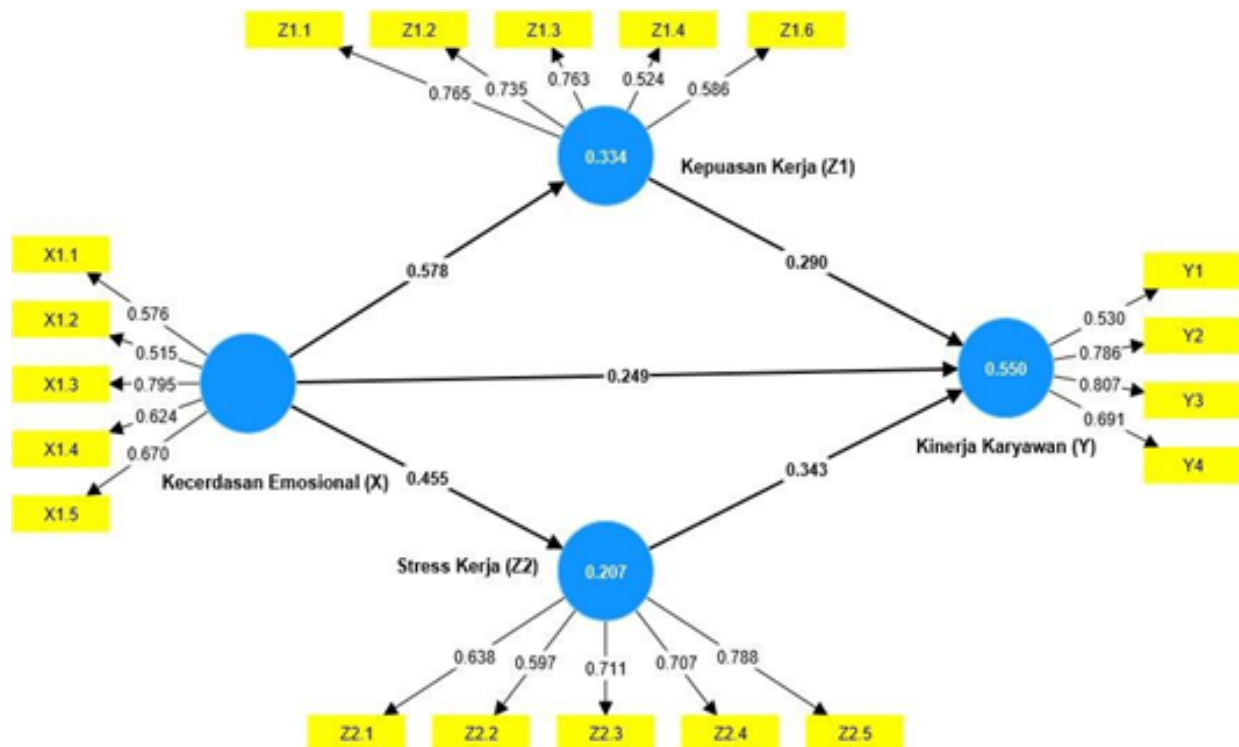 Z1.1
Z1.2
Z1.3
Z1.4
Z1.6
0.765
0.735
0.763
0.524
0.586
0.334
Kepuasan Kerja (Z1)
X1.1
X1.2
X1.3
X1.4
X1.5
0.576
0.515
0.795
0.624
0.670
Kecerdasan Emosional (X)
0.578
0.290
0.249
0.455
0.343
0.550
Kinerja Karyawan (Y)
Y1
Y2
Y3
Y4
0.530
0.786
0.807
0.691
Stress Kerja (Z2)
0.207
0.638
0.597
0.711
0.707
0.788
Z2.1
Z2.2
Z2.3
Z2.4
Z2.5